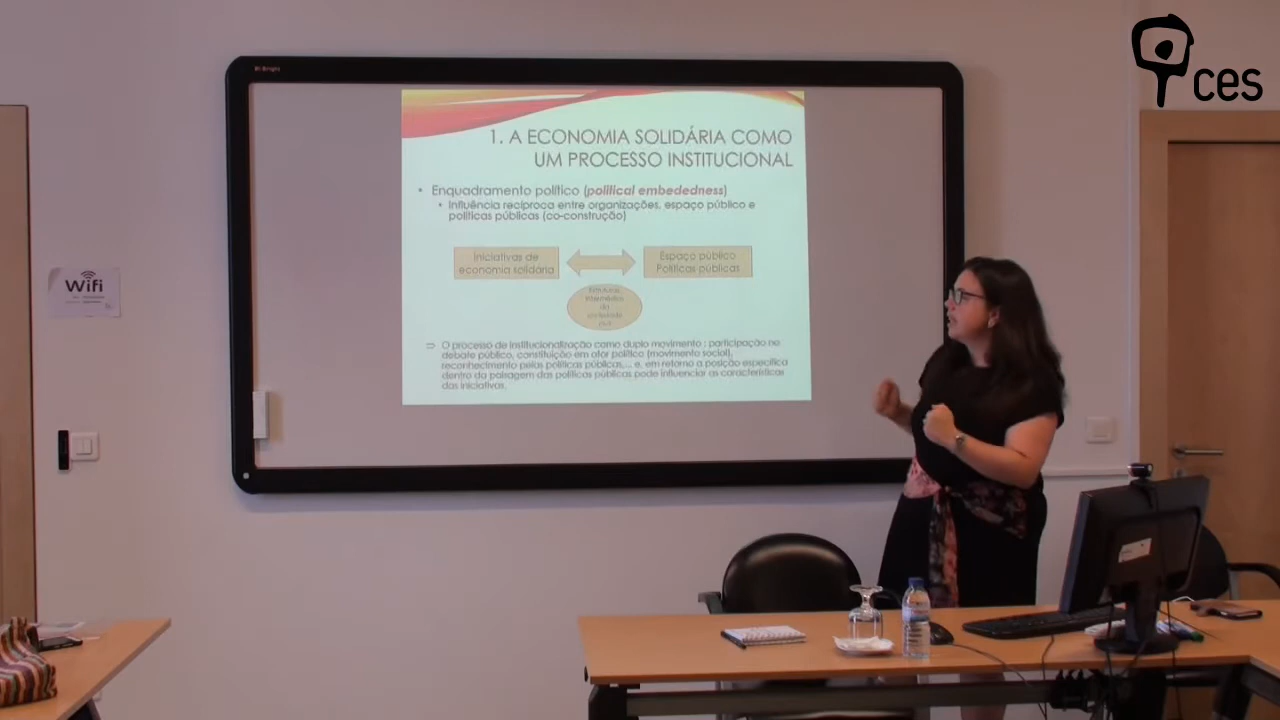 ces
1. A ECONOMIA SOLIDÁRIA COMO
UM PROCESSO INSTITUCIONAL
• Enquadramento político (political embededness)
• Influência recíproca entre organizações, espaço público e
políticas públicas (co-construção)
Iniciativas de
economia solidária
Espaço público
Políticas públicas
da
sociedade
civil
⇒ O processo de institucionalização como duplo movimento : participação no
debate público, constituição em ator político (movimento social),
reconhecimento pelas políticas públicas,... e, em retorno a posição específica
dentro da paisagem das políticas públicas pode influenciar as características
das iniciativas.
Wifi